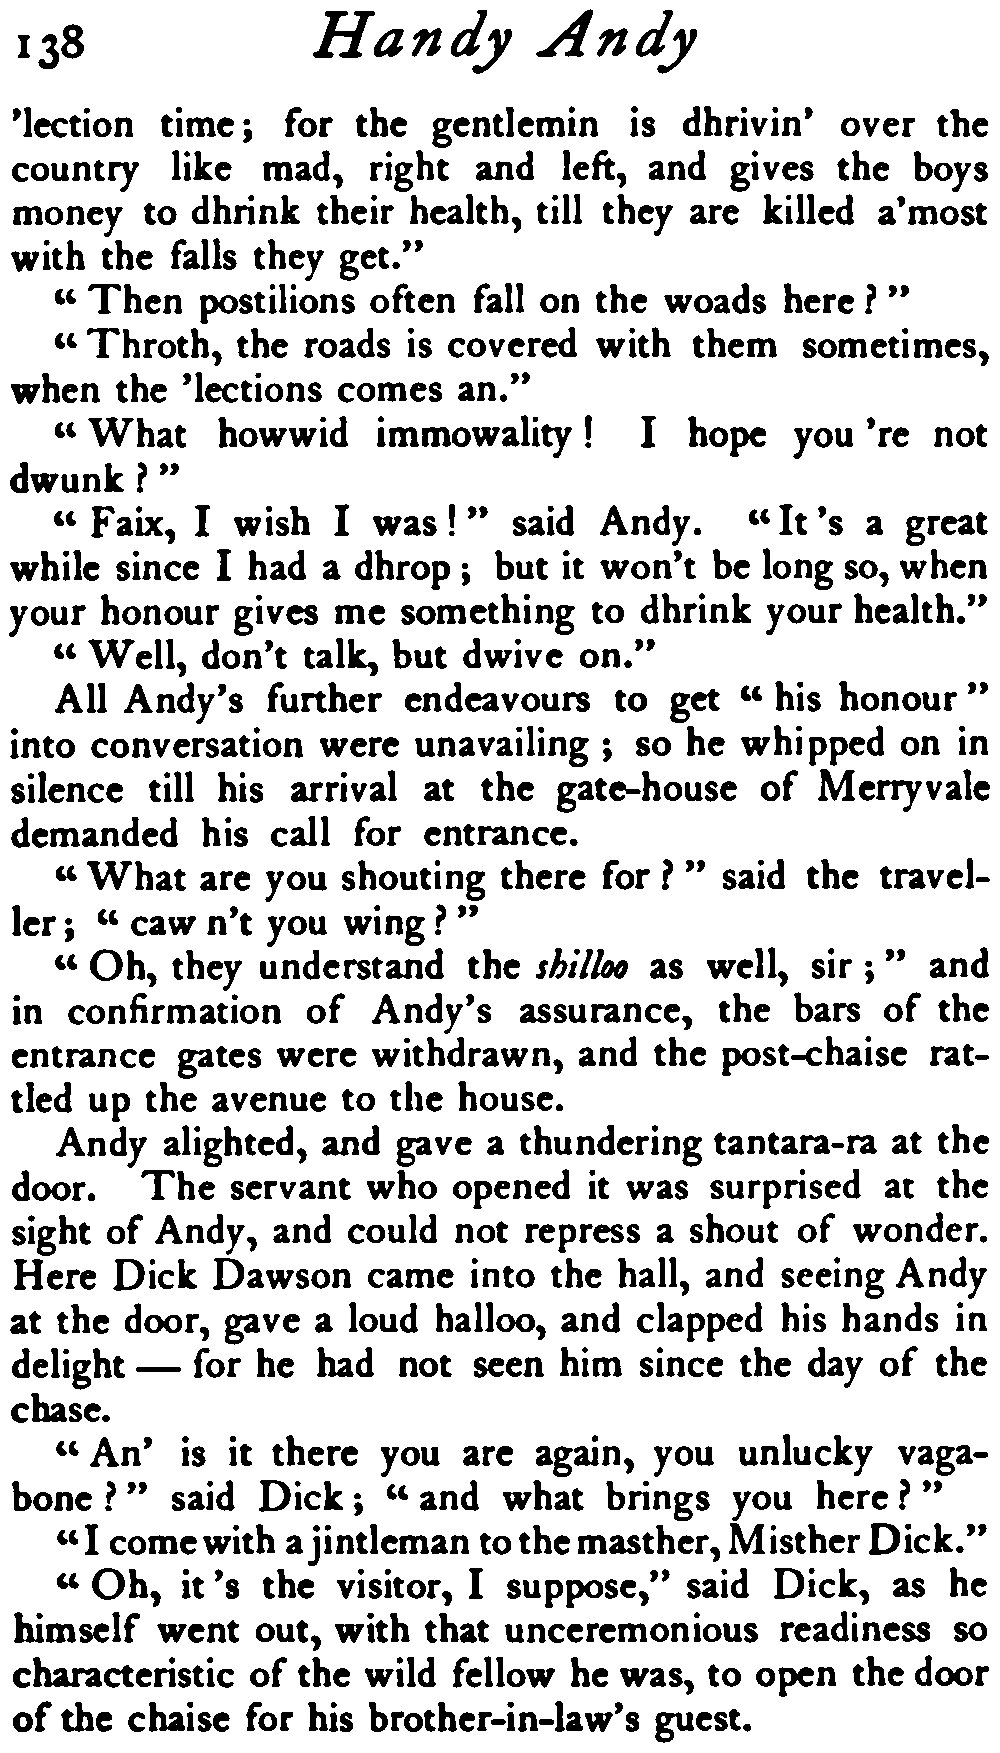 138 Handy Andy
'lection time; for the gentlemin is dhrivin' over the
country like mad, right and left, and gives the boys
money to dhrink their health, till they are killed a'most
with the falls they get."
"Then postilions often fall on the woads here?"
"Throth, the roads is covered with them sometimes,
when the 'lections comes an."
"What howwid immowality! I hope you 're not
dwunk?"
"Faix, I wish I was!" said Andy. "It 's a great
while since I had a dhrop; but it won't be long so, when
your honour gives me something to dhrink your health."
"Well, don't talk, but dwive on."
All Andy's further endeavours to get "his honour"
into conversation were unavailing; so he whipped on in
silence till his arrival at the gate-house of Merryvale
demanded his call for entrance.
"What are you shouting there for?" said the travel-
ler; "caw n't you wing?"
"Oh, they understand the shilloo as well, sir;" and
in confirmation of Andy's assurance, the bars of the
entrance gates were withdrawn, and the post-chaise rat-
tled up the avenue to the house.
Andy alighted, and gave a thundering tantara-ra at the
door. The servant who opened it was surprised at the
sight of Andy, and could not repress a shout of wonder.
Here Dick Dawson came into the hall, and seeing Andy
at the door, gave a loud halloo, and clapped his hands in
delight — for he had not seen him since the day of the
chase.
"An' is it there you are again, you unlucky vaga-
bone?" said Dick; "and what brings you here?"
"I come with a jintleman to the masther, Misther Dick."
"Oh, it 's the visitor, I suppose," said Dick, as he
himself went out, with that unceremonious readiness so
characteristic of the wild fellow he was, to open the door
of the chaise for his brother-in-law's guest.